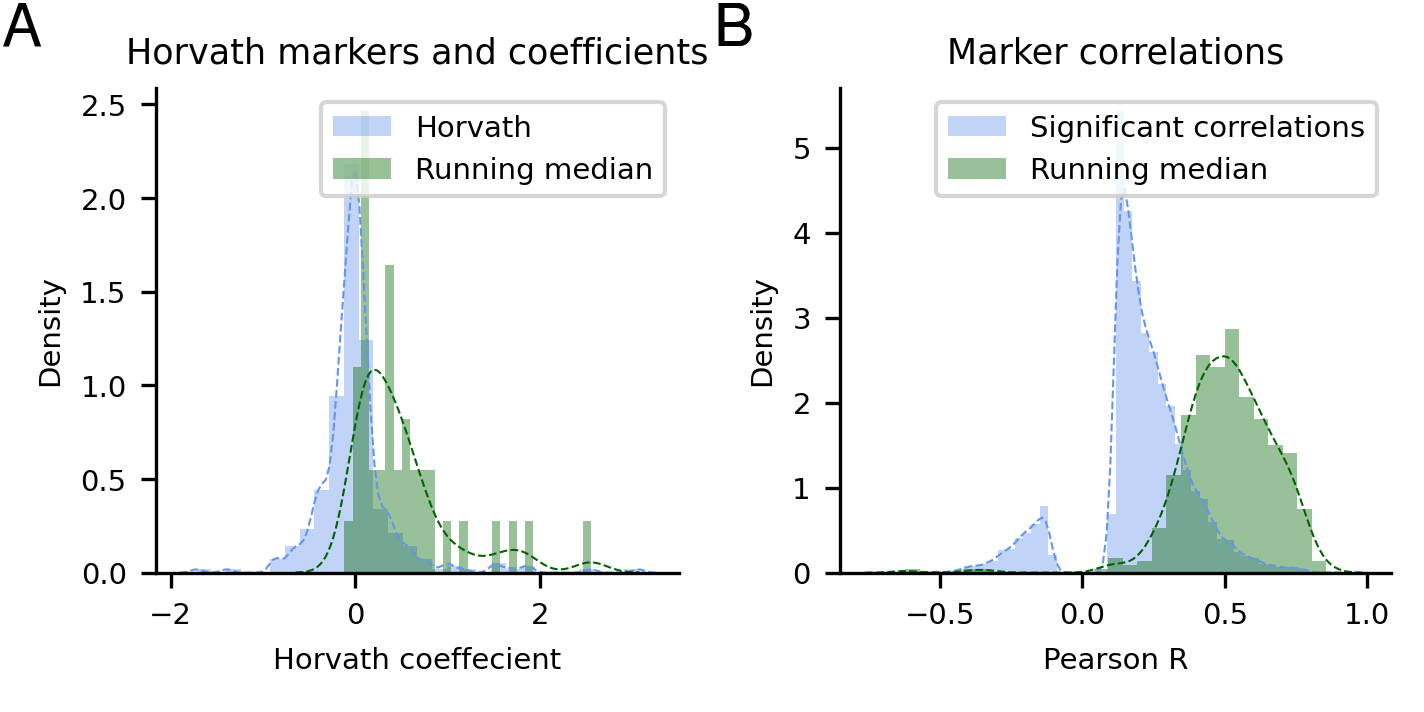 A
Horvath markers and coefficients
Horvath
Running median
2.5
2.0
1.5
1.0
0.5
0.0
Density
−2
0
2
Horvath coeffecient
B
Marker correlations
Significant correlations
Running median
5
4
3
2
1
0
Density
−0.5
0.0
0.5
1.0
Pearson R